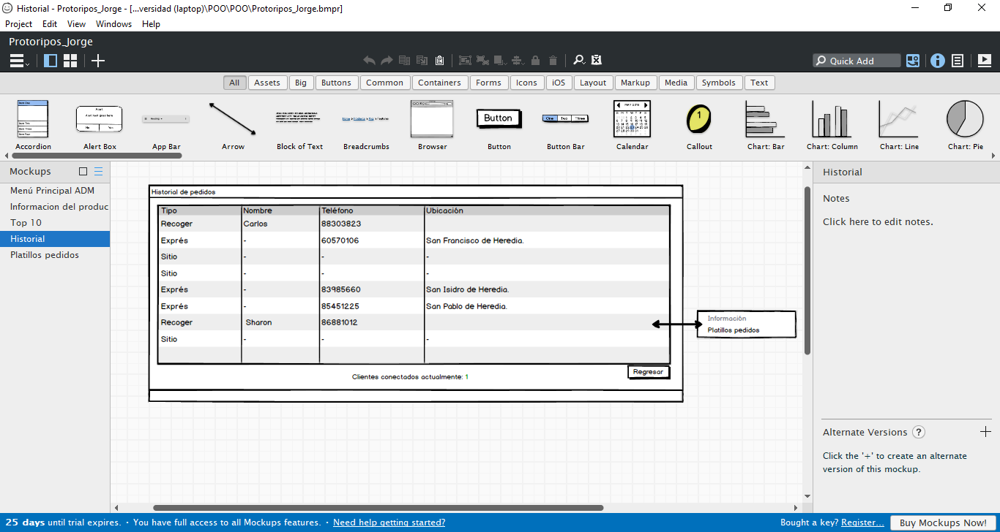 Historial - Protoripos_Jorge - [...versidad (laptop)\POO\POO\Protoripos_Jorge.bmpr]
Project Edit View Windows Help
Protoripos_Jorge
Quick Add
All Assets Big Buttons Common Containers Forms Icons iOS Layout Markup Media Symbols Text
Button
1
Accordion Alert Box App Bar Arrow Block of Text Breadcrumbs Browser Button Button Bar Calendar Callout Chart: Bar Chart: Column Chart: Line Chart: Pie
Mockups
Menú Principal ADM
Informacion del produc
Top 10
Historial
Platillos pedidos
Historial de pedidos
Tipo Nombre Teléfono Ubicación
Recoger Carlos 88303823
Exprés - 60570106 San Francisco de Heredia.
Sitio - - -
Sitio - - -
Exprés - 83985660 San Isidro de Heredia.
Exprés - 85451225 San Pablo de Heredia.
Recoger Sharon 86881012
Sitio - - -
Regresar
Clientes conectados actualmente: 1
Información
Platillos pedidos
Historial
Notes
Click here to edit notes.
Alternate Versions ?
Click the '+' to create an alternate
version of this mockup.
25 days until trial expires. · You have full access to all Mockups features. · Need help getting started?
Bought a key? Register... Buy Mockups Now!